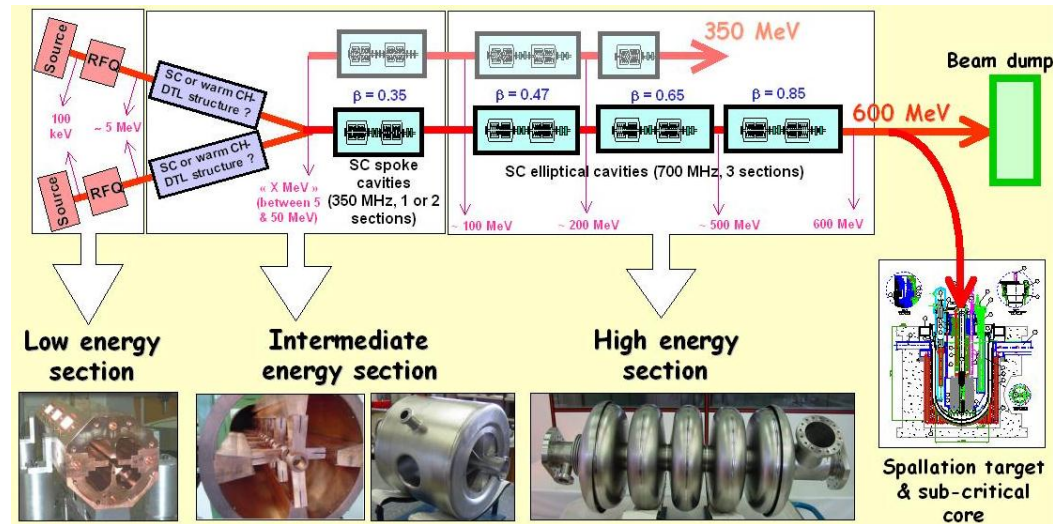 Source
RFQ
SC or warm CH-
DTL structure ?
100
keV
~ 5 MeV
Source
RFQ
SC or warm CH-
DTL structure ?
« X MeV »
(between 5
& 50 MeV)
β = 0.35
SC spoke
cavities
(350 MHz, 1 or 2
sections)
350 MeV
β = 0.47
β = 0.65
β = 0.85
SC elliptical cavities (700 MHz, 3 sections)
~ 100 MeV
~ 200 MeV
~ 500 MeV
600 MeV
600 MeV
Beam dump
Low energy
section
Intermediate
energy section
High energy
section
Spallation target
& sub-critical
core